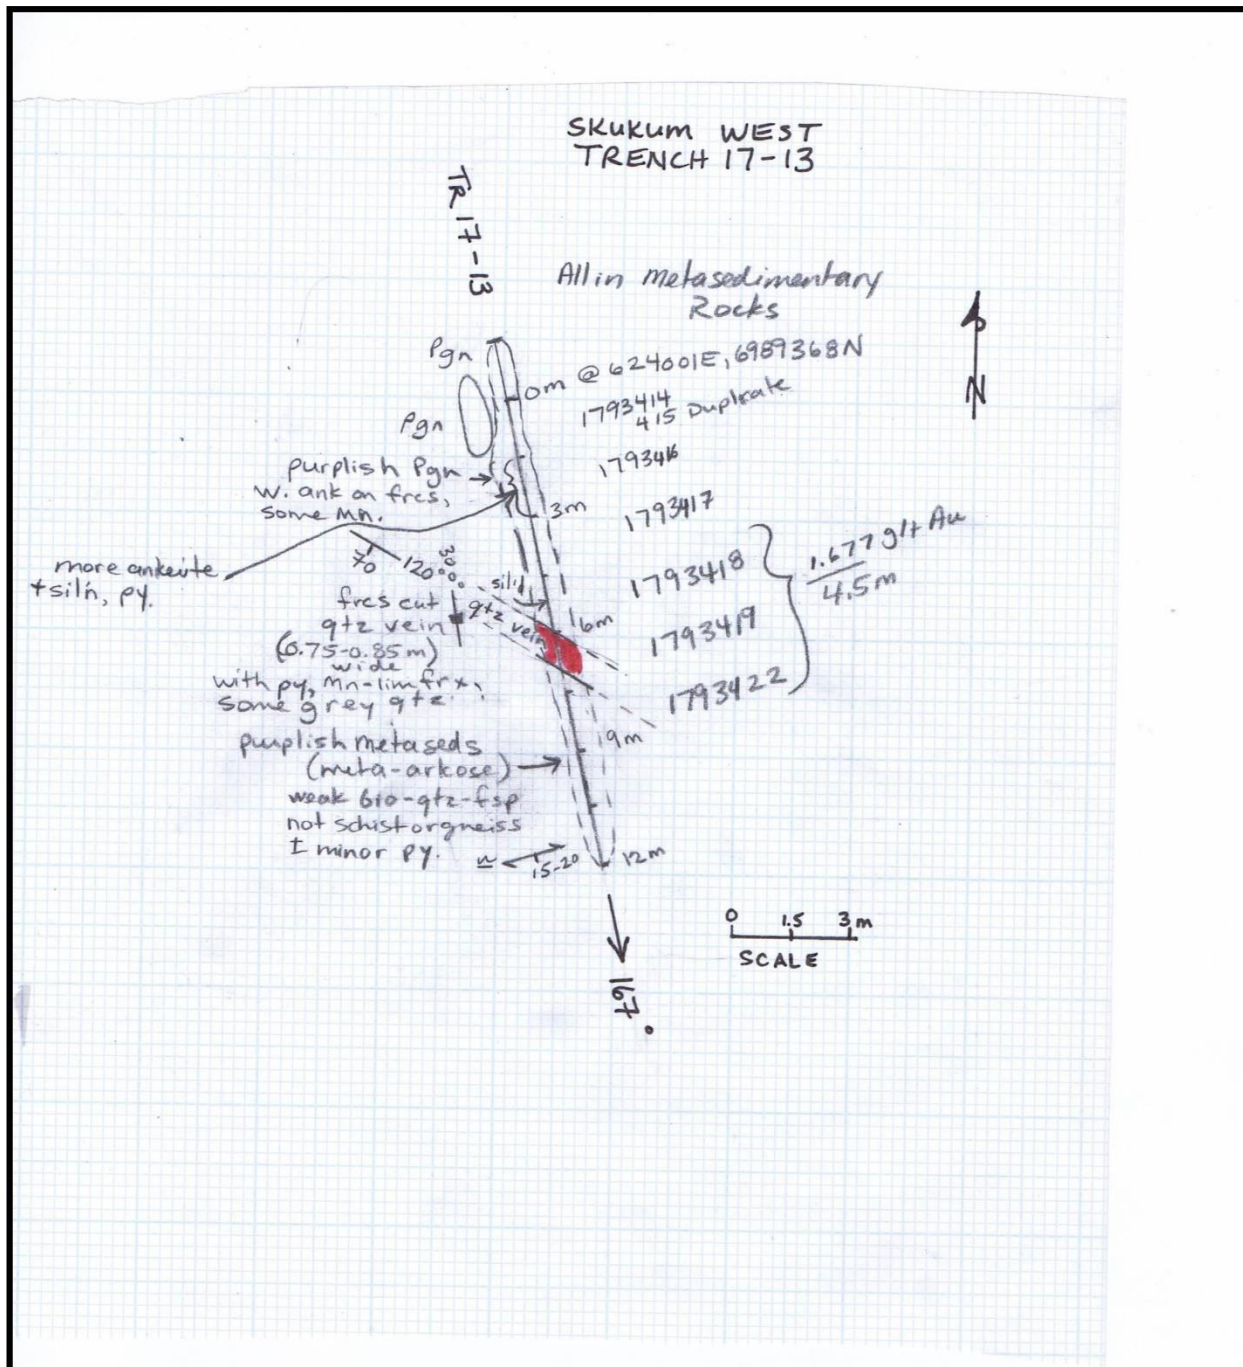 SKUKUM WEST
TRENCH 17-13
TR 17-13
All in metasedimentary
Rocks
N
Pgn
0m @ 624001E, 6989368N
1793414
415 Duplicate
Pgn
1793416
purplish Pgn
w. ank on frcs,
some Mn.
3m
1793417
1.677 g/t Au
4.5m
more ankerite
+ sil'n, py.
70
120°
1793418
frcs cut
qtz vein
(0.75-0.85m)
wide
with py, Mn-lim frx,
some grey qtz.
qtz vein
6m
1793419
1793422
purplish metaseds
(meta-arkose)
weak bio-qtz-fsp
not schist or gneiss
± minor py.
9m
15-20
12m
0 1.5 3m
SCALE
167°